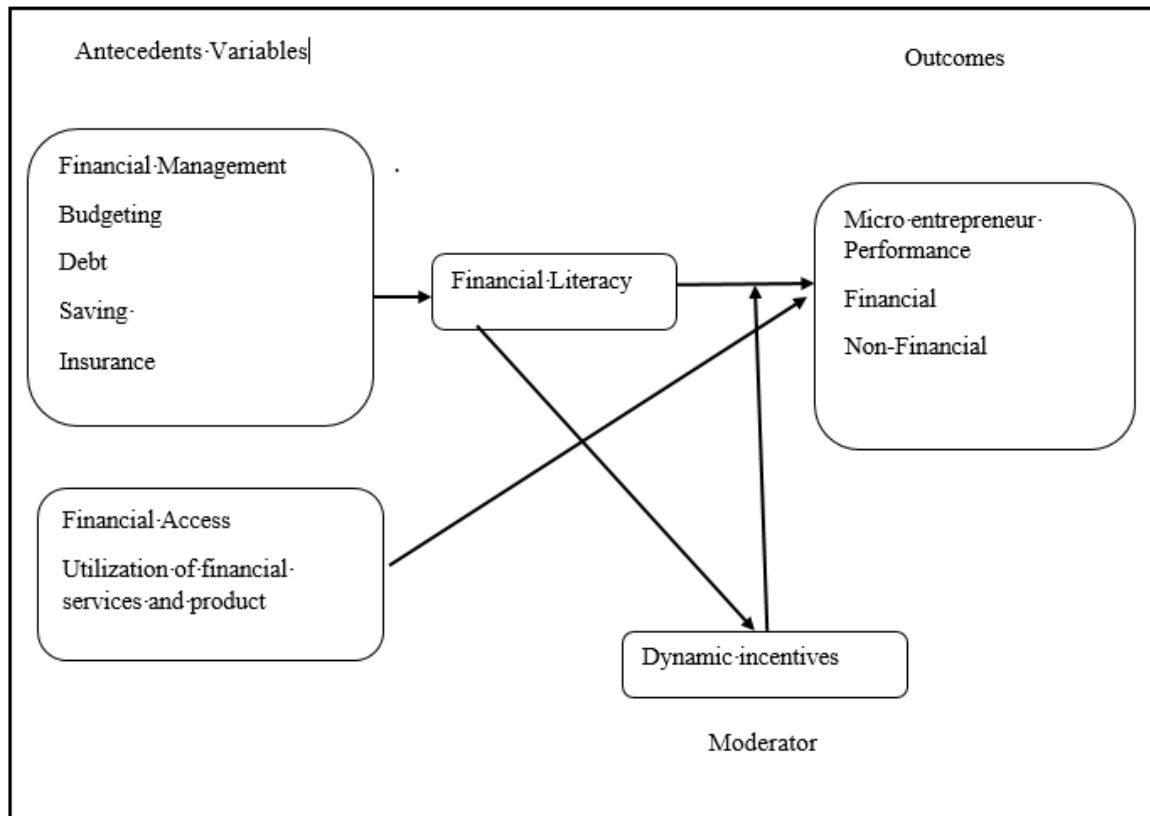 Antecedents·Variables
Outcomes
Financial·Management
Budgeting
Debt
Saving·
Insurance
Financial·Literacy
Micro·entrepreneur·
Performance
Financial
Non-Financial
Financial·Access
Utilization·of·financial·
services·and·product
Dynamic·incentives
Moderator